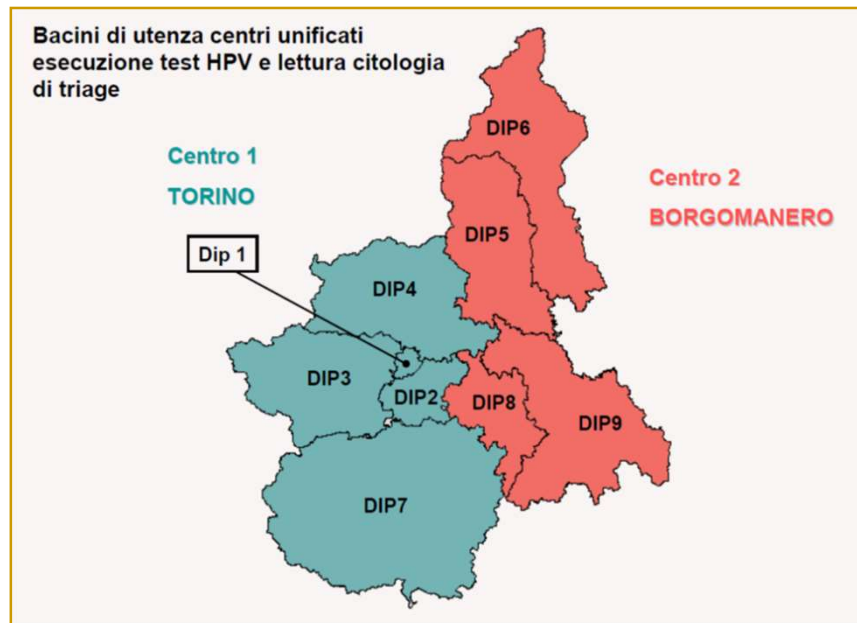 Bacini di utenza centri unificati
esecuzione test HPV e lettura citologia
di triage
Centro 1
TORINO
Centro 2
BORGOMANERO
Dip 1
DIP6
DIP5
DIP4
DIP3
DIP2
DIP8
DIP9
DIP7